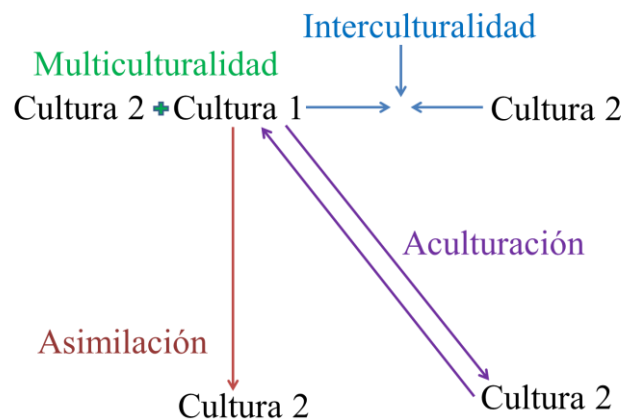 Interculturalidad
Multiculturalidad
Cultura 2 + Cultura 1
Cultura 2
Aculturación
Asimilación
Cultura 2
Cultura 2